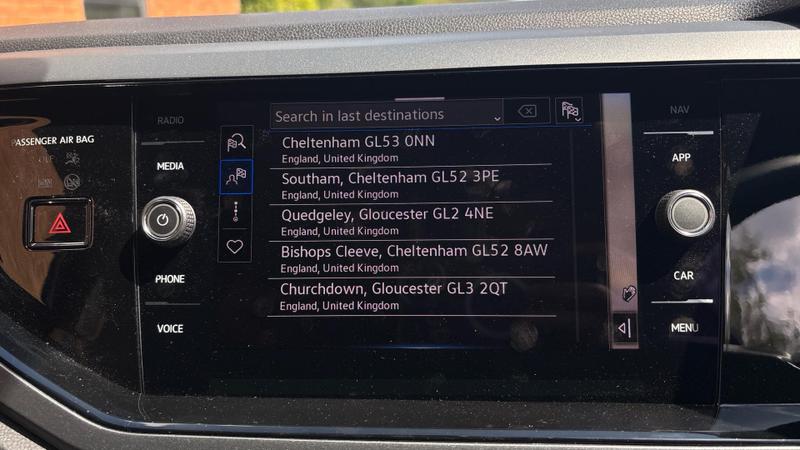 PASSENGER AIR BAG
OFF
RADIO
MEDIA
PHONE
VOICE
Search in last destinations
Cheltenham GL53 0NN
England, United Kingdom
Southam, Cheltenham GL52 3PE
England, United Kingdom
Quedgeley, Gloucester GL2 4NE
England, United Kingdom
Bishops Cleeve, Cheltenham GL52 8AW
England, United Kingdom
Churchdown, Gloucester GL3 2QT
England, United Kingdom
NAV
APP
CAR
MENU